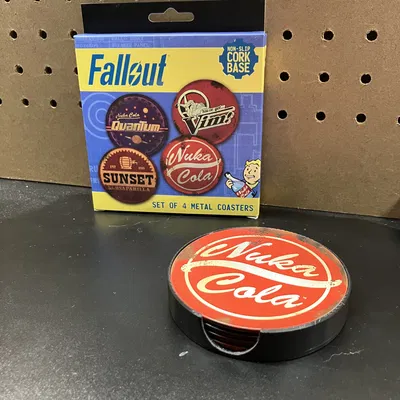 Fallout
NON-SLIP
CORK
BASE
Nuka Cola
Quantum
Vim!
SUNSET
SARSAPARILLA
Nuka
Cola
SET OF 4 METAL COASTERS
Nuka
Cola